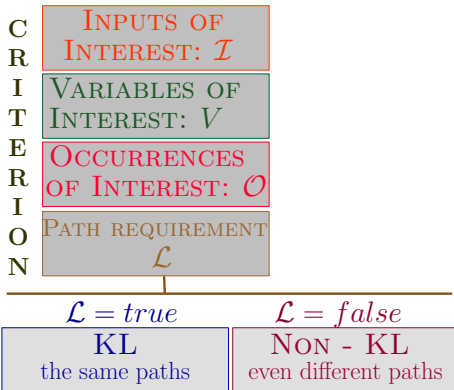 CRITERION
INPUTS OF
INTEREST: 𝓘
VARIABLES OF
INTEREST: V
OCCURRENCES
OF INTEREST: 𝓞
PATH REQUIREMENT
𝓛
𝓛 = true
𝓛 = false
KL
the same paths
NON - KL
even different paths